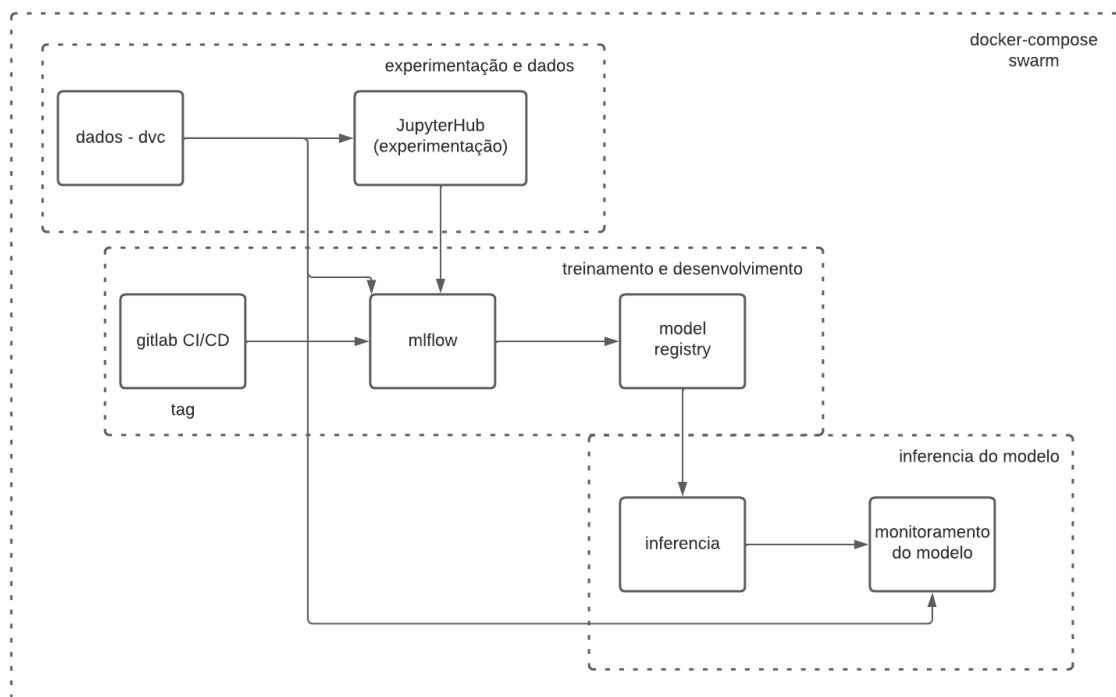 docker-compose
swarm
experimentação e dados
dados - dvc
JupyterHub
(experimentação)
treinamento e desenvolvimento
gitlab CI/CD
mlflow
model
registry
tag
inferencia do modelo
inferencia
monitoramento
do modelo